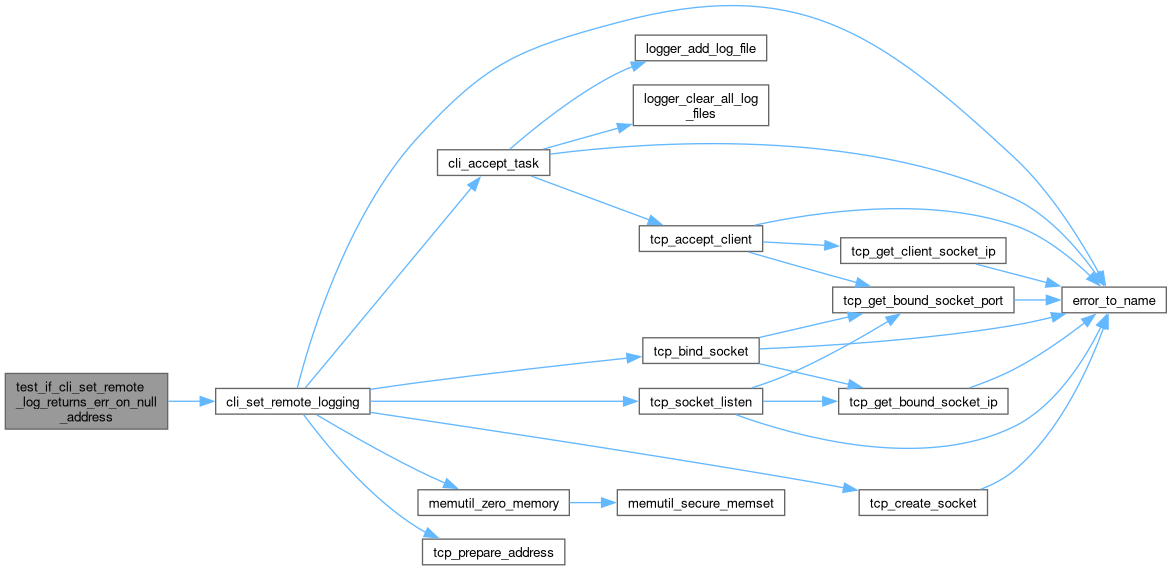 logger_add_log_file
logger_clear_all_log
_files
cli_accept_task
tcp_accept_client
tcp_get_client_socket_ip
tcp_get_bound_socket_port
error_to_name
tcp_bind_socket
test_if_cli_set_remote
_log_returns_err_on_null
_address
cli_set_remote_logging
tcp_socket_listen
tcp_get_bound_socket_ip
memutil_zero_memory
memutil_secure_memset
tcp_create_socket
tcp_prepare_address